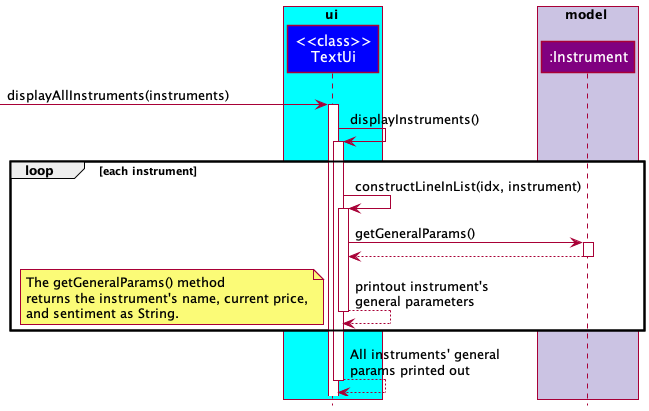 ui
model
<<class>>
TextUi
:Instrument
displayAllInstruments(instruments)
displayInstruments()
loop
[each instrument]
constructLineInList(idx, instrument)
getGeneralParams()
The getGeneralParams() method
returns the instrument's name, current price,
and sentiment as String.
printout instrument's
general parameters
All instruments' general
params printed out